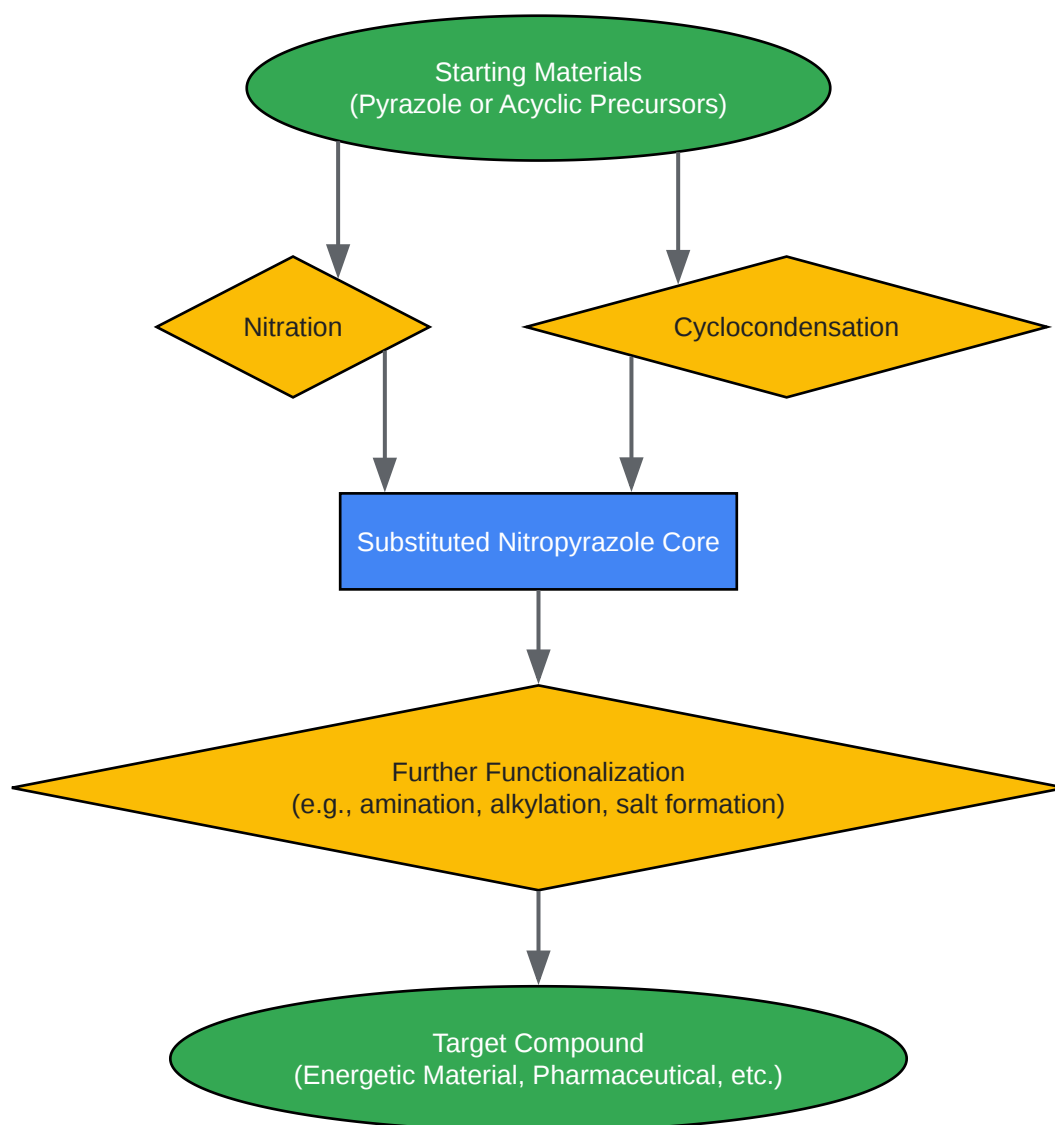 Starting Materials
(Pyrazole or Acyclic Precursors)
Nitration
Cyclocondensation
Substituted Nitropyrazole Core
Further Functionalization
(e.g., amination, alkylation, salt formation)
Target Compound
(Energetic Material, Pharmaceutical, etc.)